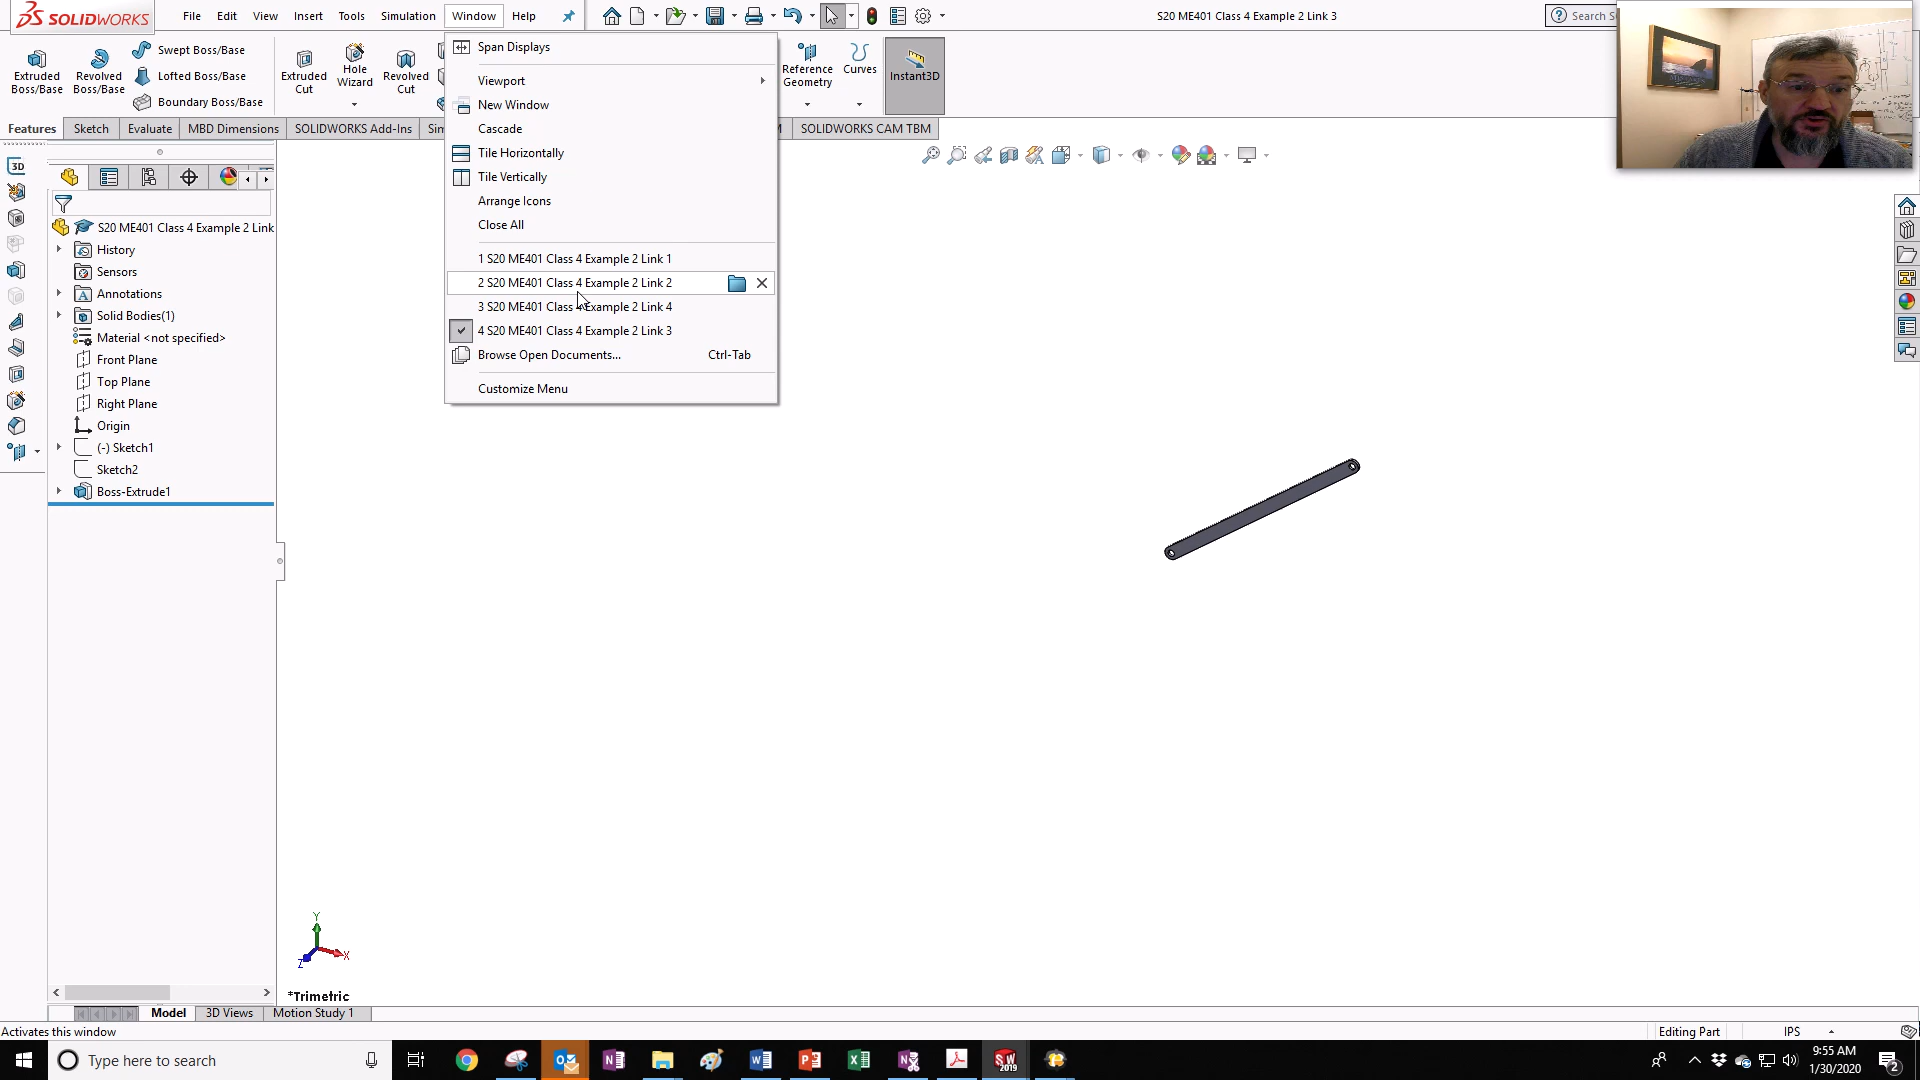 SOLIDWORKS
File Edit View Insert Tools Simulation Window Help
S20 ME401 Class 4 Example 2 Link 3
Search S
Extruded Boss/Base
Revolved Boss/Base
Swept Boss/Base
Lofted Boss/Base
Boundary Boss/Base
Extruded Cut
Hole Wizard
Revolved Cut
Reference Geometry
Curves
Instant3D
Features Sketch Evaluate MBD Dimensions SOLIDWORKS Add-Ins Sim
SOLIDWORKS CAM TBM
Span Displays
Viewport
New Window
Cascade
Tile Horizontally
Tile Vertically
Arrange Icons
Close All
1 S20 ME401 Class 4 Example 2 Link 1
2 S20 ME401 Class 4 Example 2 Link 2
3 S20 ME401 Class 4 Example 2 Link 4
4 S20 ME401 Class 4 Example 2 Link 3
Browse Open Documents... Ctrl-Tab
Customize Menu
3D
S20 ME401 Class 4 Example 2 Link
History
Sensors
Annotations
Solid Bodies(1)
Material <not specified>
Front Plane
Top Plane
Right Plane
Origin
(-) Sketch1
Sketch2
Boss-Extrude1
Y
X
Z
*Trimetric
Model 3D Views Motion Study 1
Activates this window
Editing Part
IPS
Type here to search
SW 2019
9:55 AM
1/30/2020
2